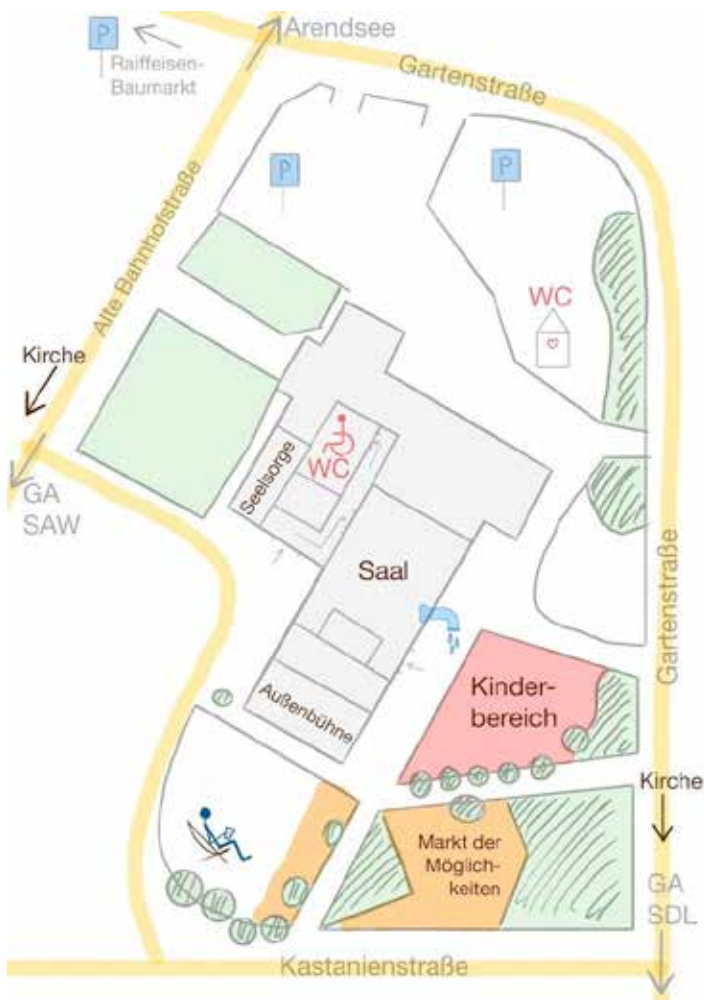 P
Arendsee
Raiffeisen-
Baumarkt
Gartenstraße
P
P
Alte Bahnhofstraße
WC
Kirche
WC
Seelsorge
GA
SAW
Saal
Gartenstraße
Kinder-
bereich
Außenbühne
Kirche
Markt der
Möglich-
keiten
GA
SDL
Kastanienstraße